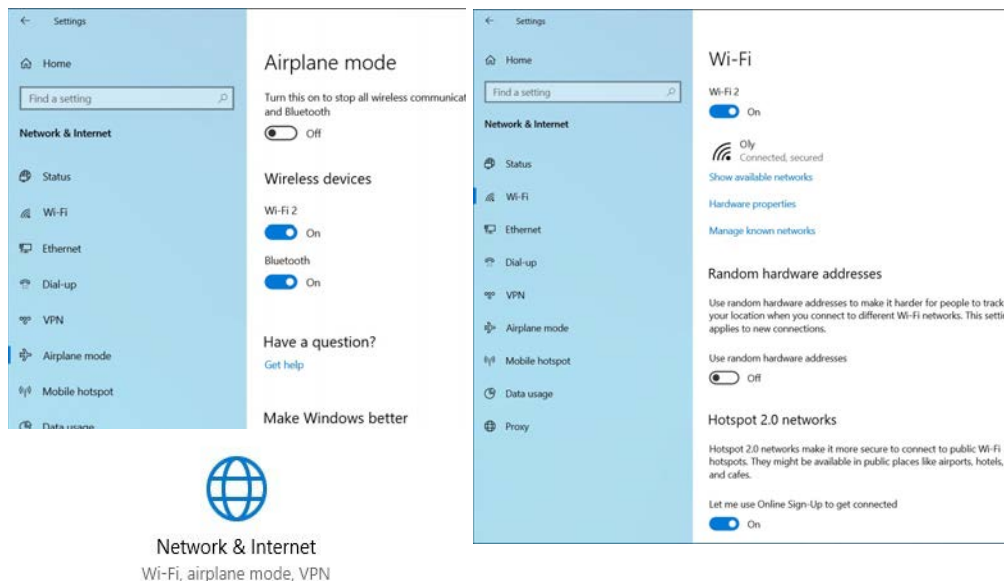 Settings
Home
Find a setting
Network & Internet
Status
Wi-Fi
Ethernet
Dial-up
VPN
Airplane mode
Mobile hotspot
Data usage
Airplane mode
Turn this on to stop all wireless communicat
and Bluetooth
Off
Wireless devices
Wi-Fi 2
On
Bluetooth
On
Have a question?
Get help
Make Windows better
Network & Internet
Wi-Fi, airplane mode, VPN
Settings
Home
Find a setting
Network & Internet
Status
Wi-Fi
Ethernet
Dial-up
VPN
Airplane mode
Mobile hotspot
Data usage
Proxy
Wi-Fi
Wi-Fi 2
On
Oly
Connected, secured
Show available networks
Hardware properties
Manage known networks
Random hardware addresses
Use random hardware addresses to make it harder for people to track
your location when you connect to different Wi-Fi networks. This settin
applies to new connections.
Use random hardware addresses
Off
Hotspot 2.0 networks
Hotspot 2.0 networks make it more secure to connect to public Wi-Fi
hotspots. They might be available in public places like airports, hotels,
and cafes.
Let me use Online Sign-Up to get connected
On